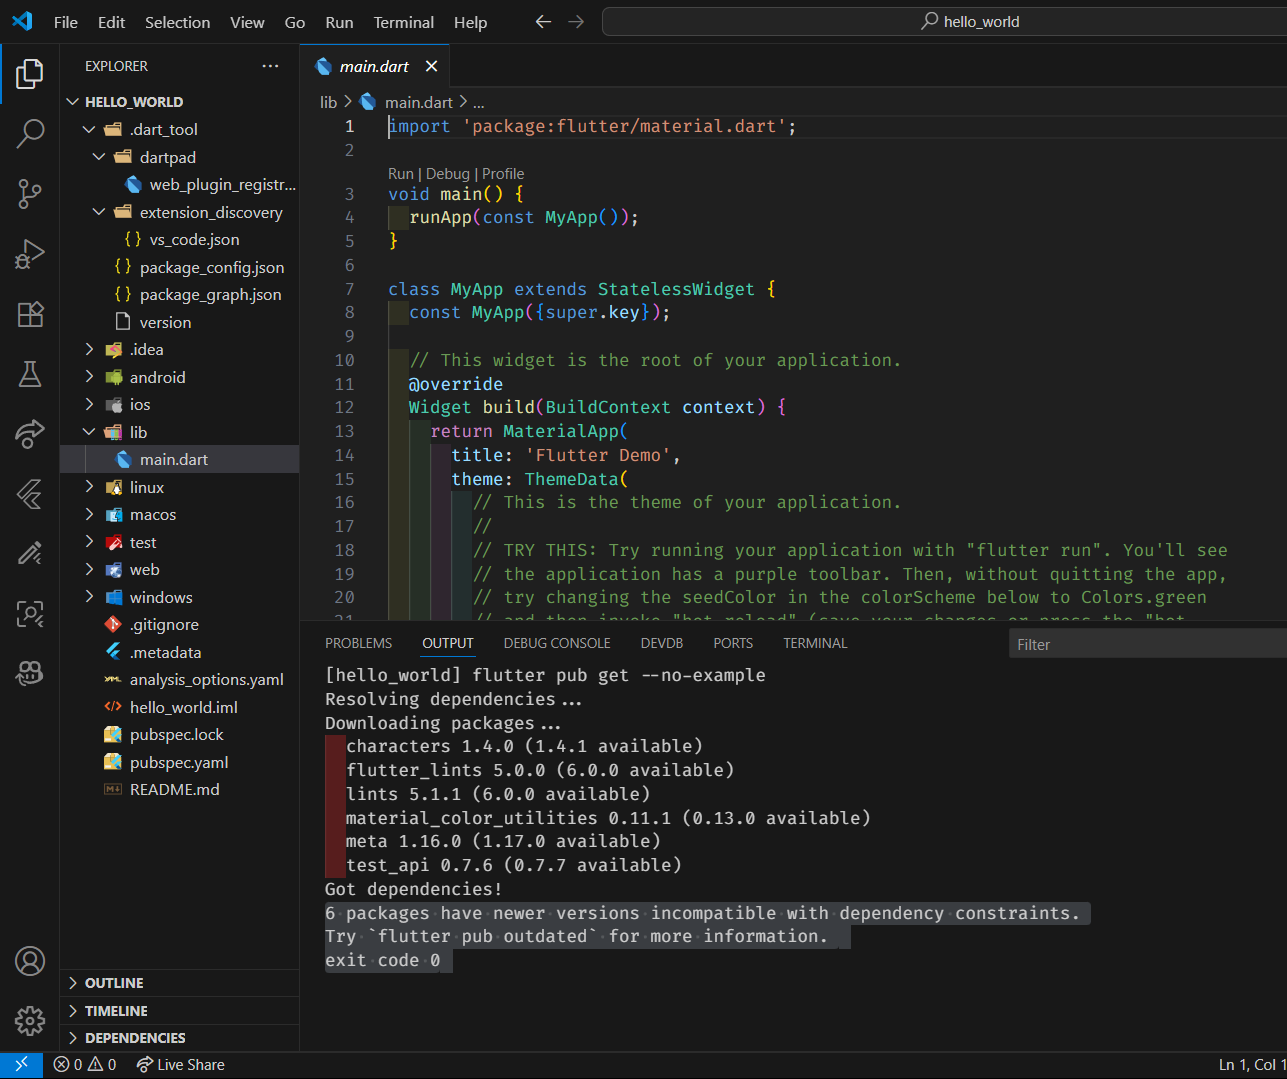 File Edit Selection View Go Run Terminal Help
hello_world
EXPLORER
HELLO_WORLD
.dart_tool
dartpad
web_plugin_registr...
extension_discovery
{} vs_code.json
{} package_config.json
{} package_graph.json
version
.idea
android
ios
lib
main.dart
linux
macos
test
web
windows
.gitignore
.metadata
analysis_options.yaml
hello_world.iml
pubspec.lock
pubspec.yaml
README.md
OUTLINE
TIMELINE
DEPENDENCIES
main.dart
lib > main.dart > ...
1 import 'package:flutter/material.dart';
2
Run | Debug | Profile
3 void main() {
4 runApp(const MyApp());
5 }
6
7 class MyApp extends StatelessWidget {
8 const MyApp({super.key});
9
10 // This widget is the root of your application.
11 @override
12 Widget build(BuildContext context) {
13 return MaterialApp(
14 title: 'Flutter Demo',
15 theme: ThemeData(
16 // This is the theme of your application.
17 //
18 // TRY THIS: Try running your application with "flutter run". You'll see
19 // the application has a purple toolbar. Then, without quitting the app,
20 // try changing the seedColor in the colorScheme below to Colors.green
21 // and then invoke "hot reload" (save your changes or press the "hot
PROBLEMS OUTPUT DEBUG CONSOLE DEVDB PORTS TERMINAL
Filter
[hello_world] flutter pub get --no-example
Resolving dependencies...
Downloading packages...
characters 1.4.0 (1.4.1 available)
flutter_lints 5.0.0 (6.0.0 available)
lints 5.1.1 (6.0.0 available)
material_color_utilities 0.11.1 (0.13.0 available)
meta 1.16.0 (1.17.0 available)
test_api 0.7.6 (0.7.7 available)
Got dependencies!
6 packages have newer versions incompatible with dependency constraints.
Try `flutter pub outdated` for more information.
exit code 0
0 0 Live Share
Ln 1, Col 1